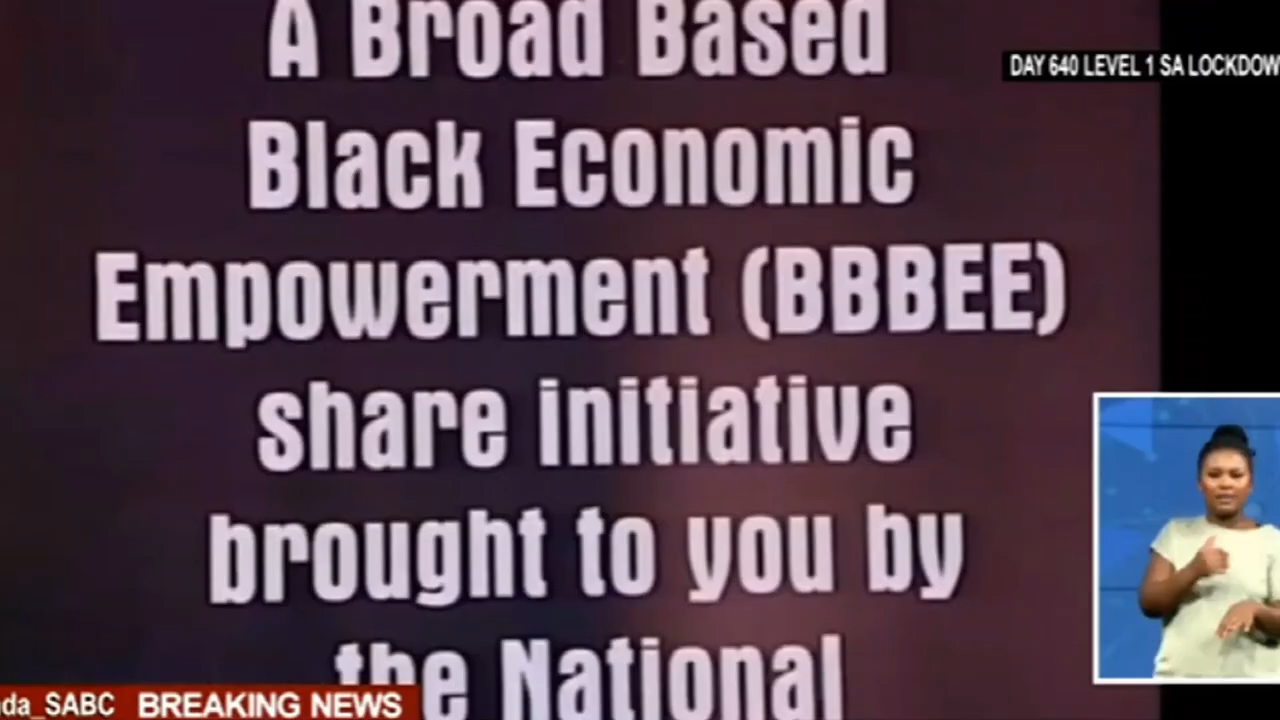 A Broad Based
DAY 640 LEVEL 1 SA LOCKDOW
Black Economic
Empowerment (BBBEE)
share initiative
brought to you by
the National
da_SABC BREAKING NEWS